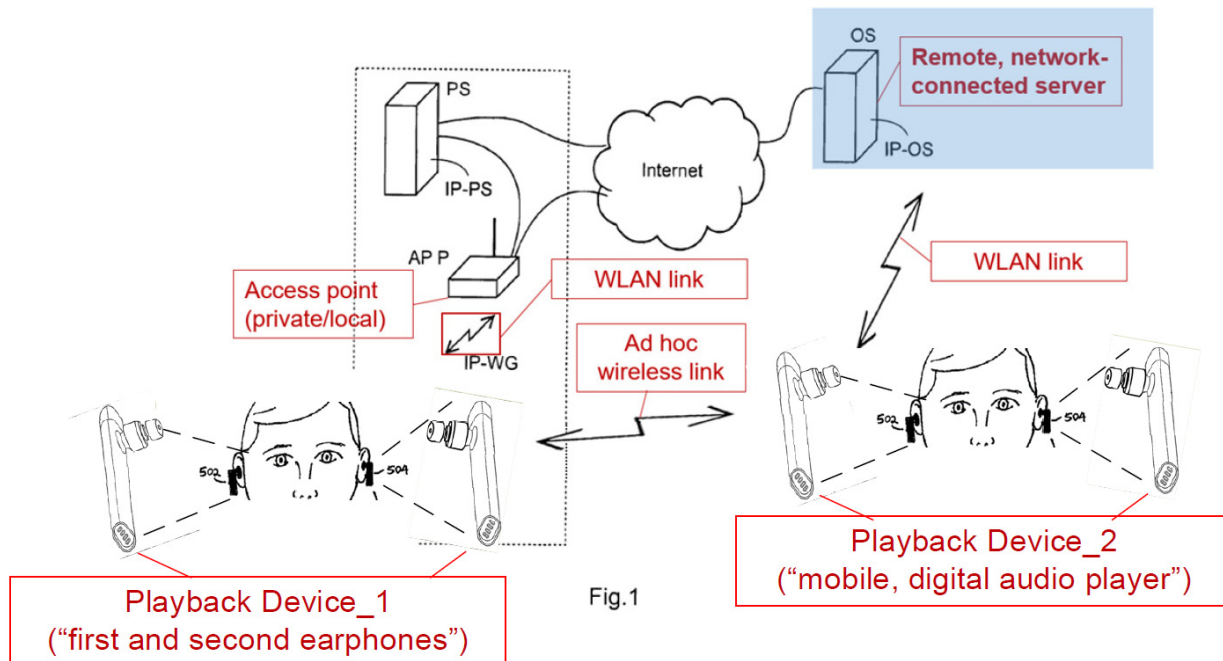 OS
Remote, network-
connected server
IP-OS
PS
IP-PS
Internet
AP P
Access point
(private/local)
WLAN link
IP-WG
WLAN link
Ad hoc
wireless link
502
504
502
504
Playback Device_1
(“first and second earphones”)
Playback Device_2
(“mobile, digital audio player”)
Fig.1